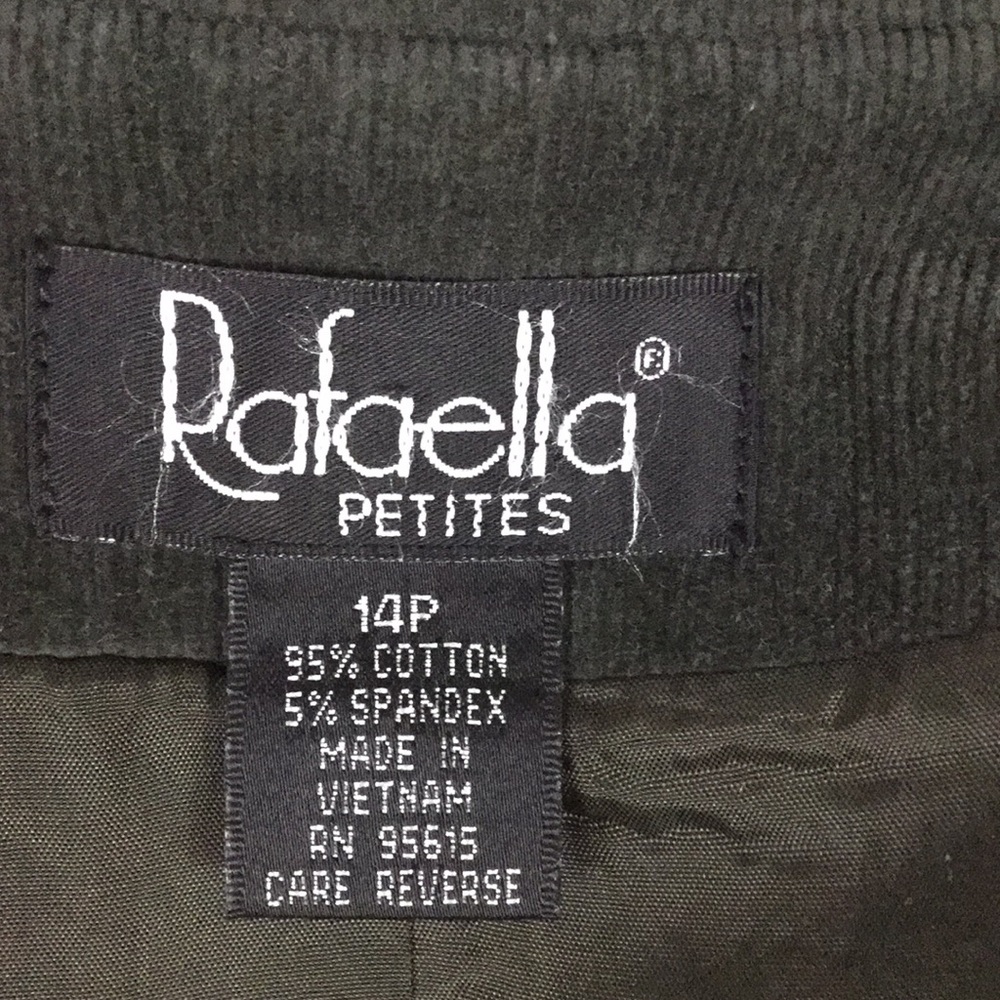 Rafaella®
PETITES
14P
95% COTTON
5% SPANDEX
MADE IN
VIETNAM
RN 95615
CARE REVERSE